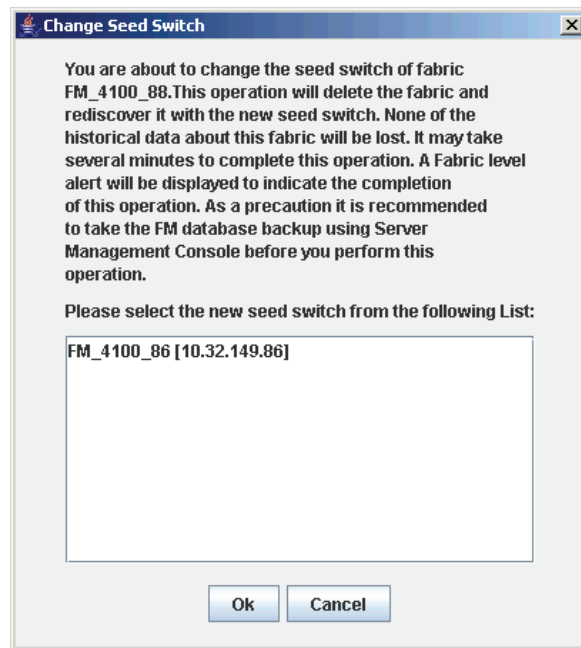 Change Seed Switch
You are about to change the seed switch of fabric
FM_4100_88.This operation will delete the fabric and
rediscover it with the new seed switch. None of the
historical data about this fabric will be lost. It may take
several minutes to complete this operation. A Fabric level
alert will be displayed to indicate the completion
of this operation. As a precaution it is recommended
to take the FM database backup using Server
Management Console before you perform this
operation.
Please select the new seed switch from the following List:
FM_4100_86 [10.32.149.86]
Ok Cancel